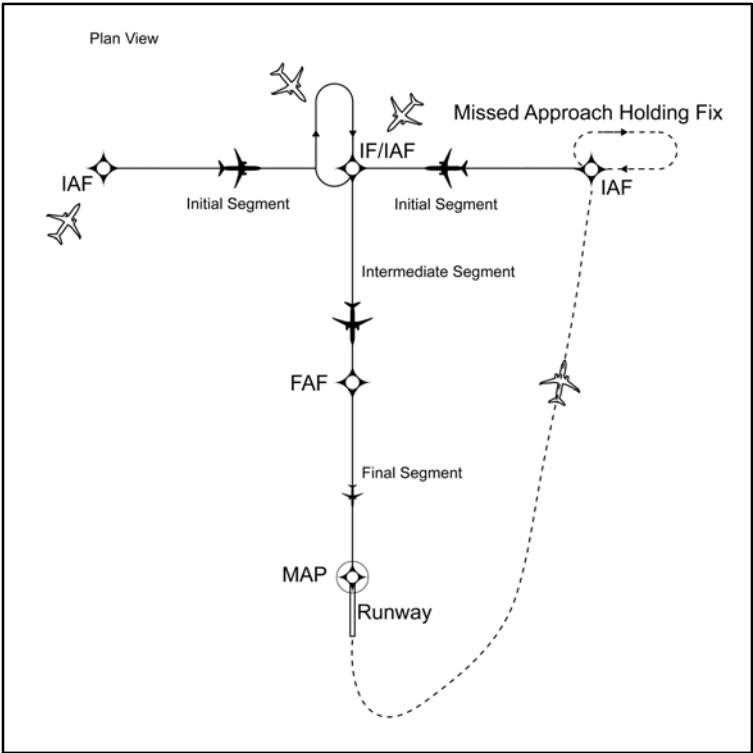 Plan View
Missed Approach Holding Fix
IF/IAF
IAF
IAF
Initial Segment
Initial Segment
Intermediate Segment
FAF
Final Segment
MAP
Runway